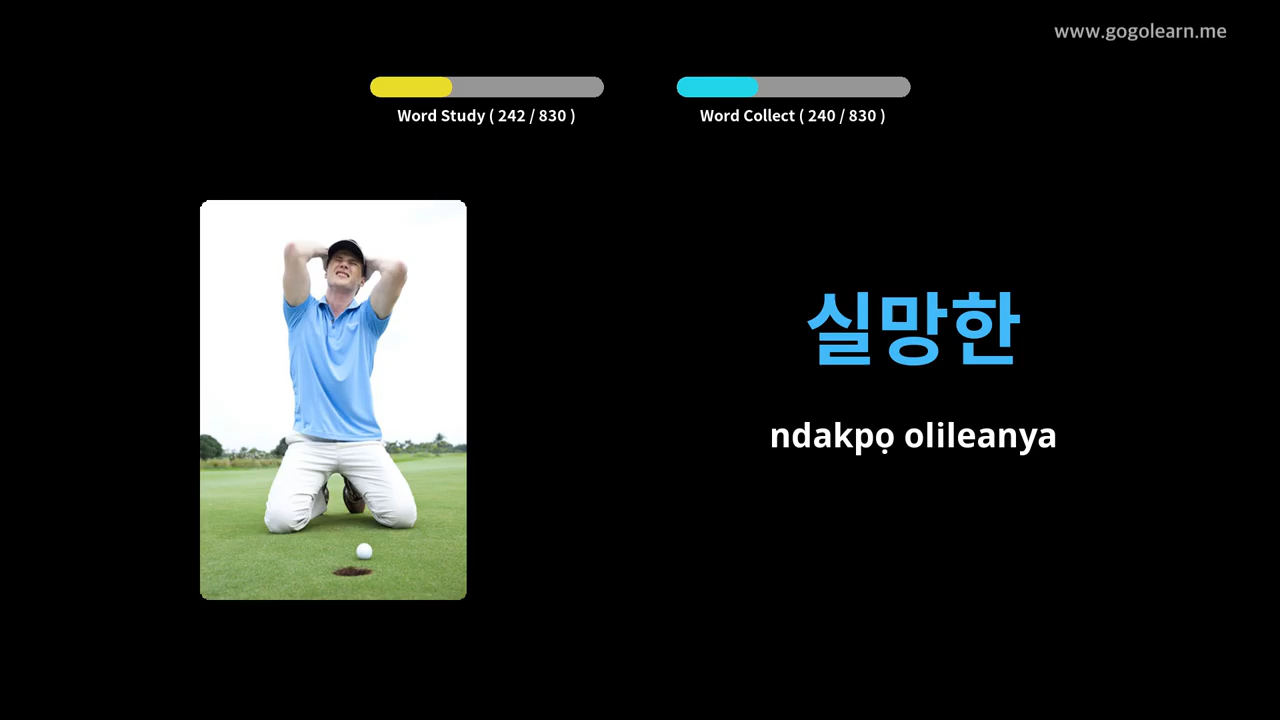 www.gogolearn.me
Word Study ( 242 / 830 )
Word Collect ( 240 / 830 )
실망한
ndakpọ olileanya